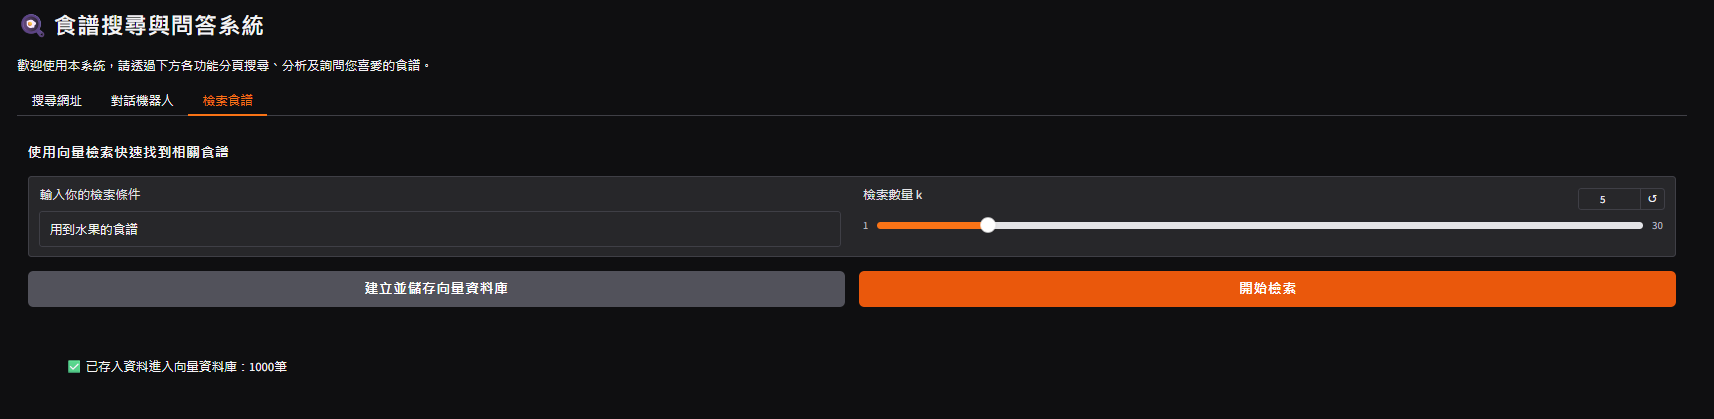 食譜搜尋與問答系統
歡迎使用本系統，請透過下方各功能分頁搜尋、分析及詢問您喜愛的食譜。
搜尋網址 對話機器人 檢索食譜
使用向量檢索快速找到相關食譜
輸入你的檢索條件
用到水果的食譜
檢索數量 k
5
1
30
建立並儲存向量資料庫
開始檢索
已存入資料進入向量資料庫：1000筆